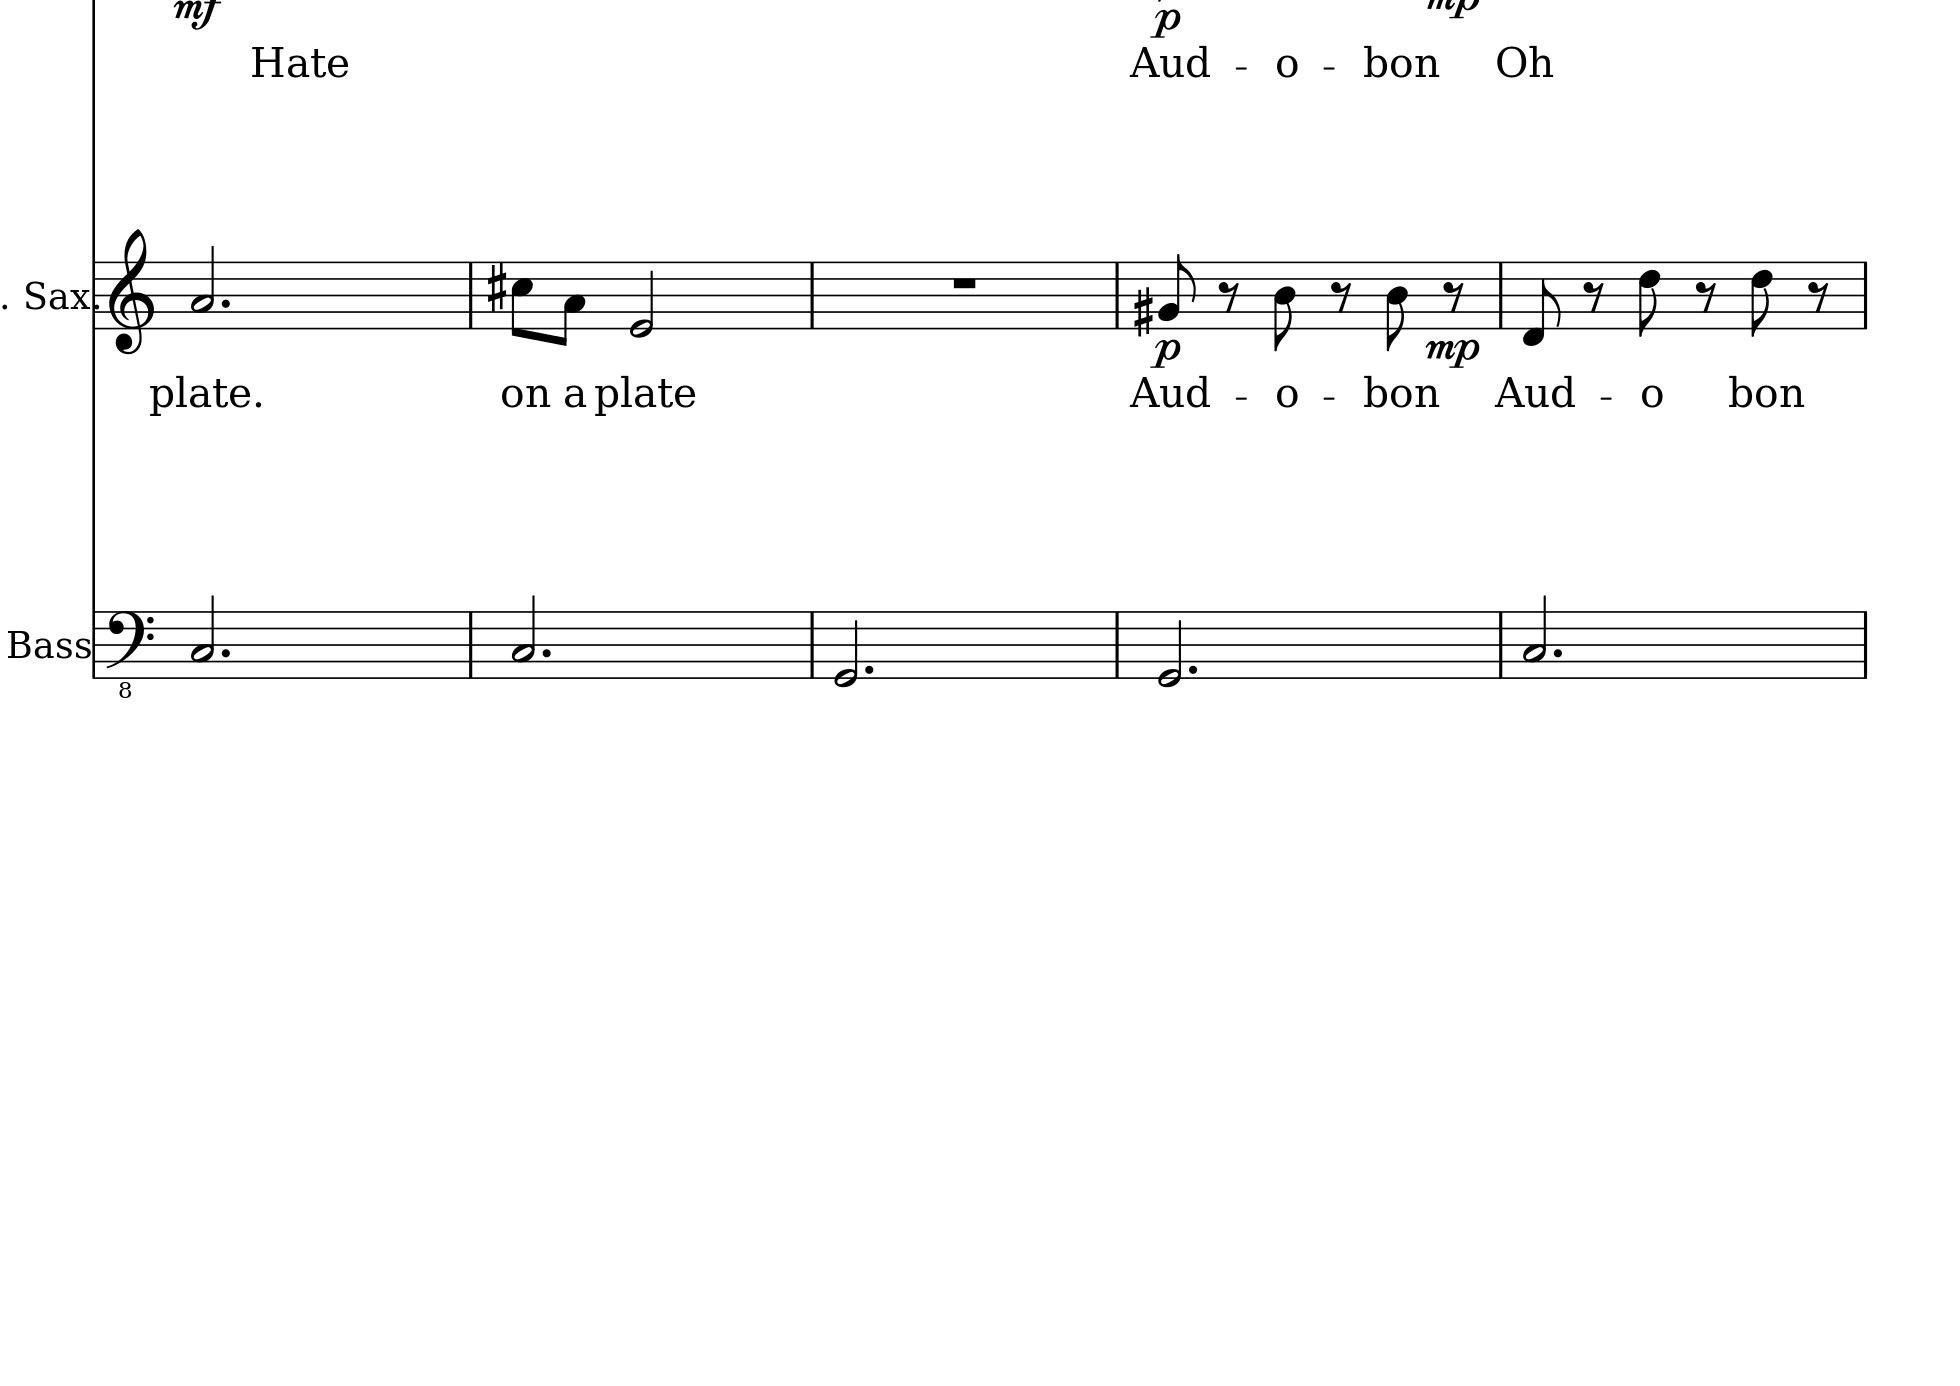 mf p mp
Hate Aud - o - bon Oh
. Sax.
p mp
plate. on a plate Aud - o - bon Aud - o bon
Bass
8